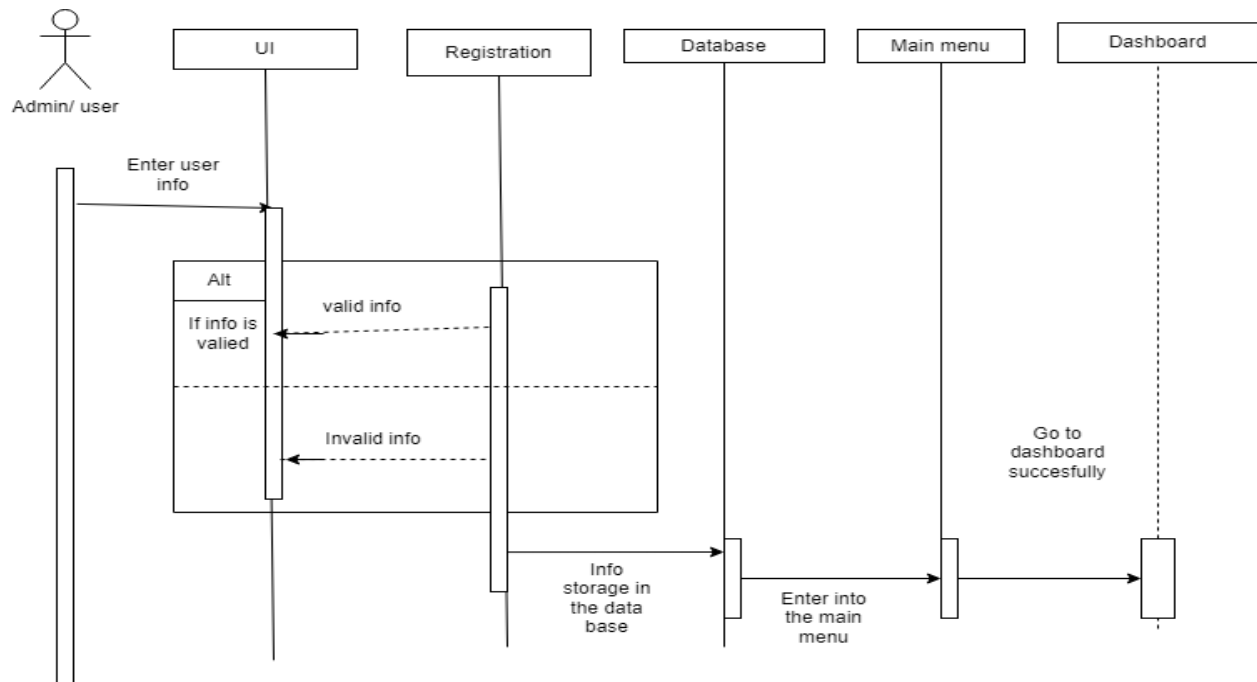 UI
Registration
Database
Main menu
Dashboard
Admin/ user
Enter user
info
Alt
valid info
If info is
valied
Invalid info
Go to
dashboard
succesfully
Info
storage in
the data
base
Enter into
the main
menu